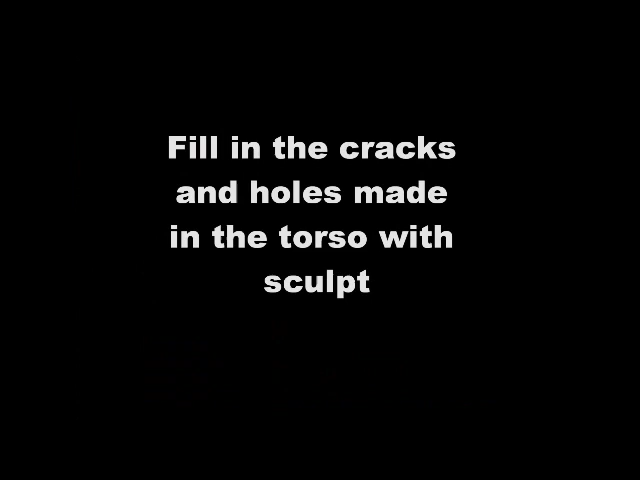 Fill in the cracks
and holes made
in the torso with
sculpt